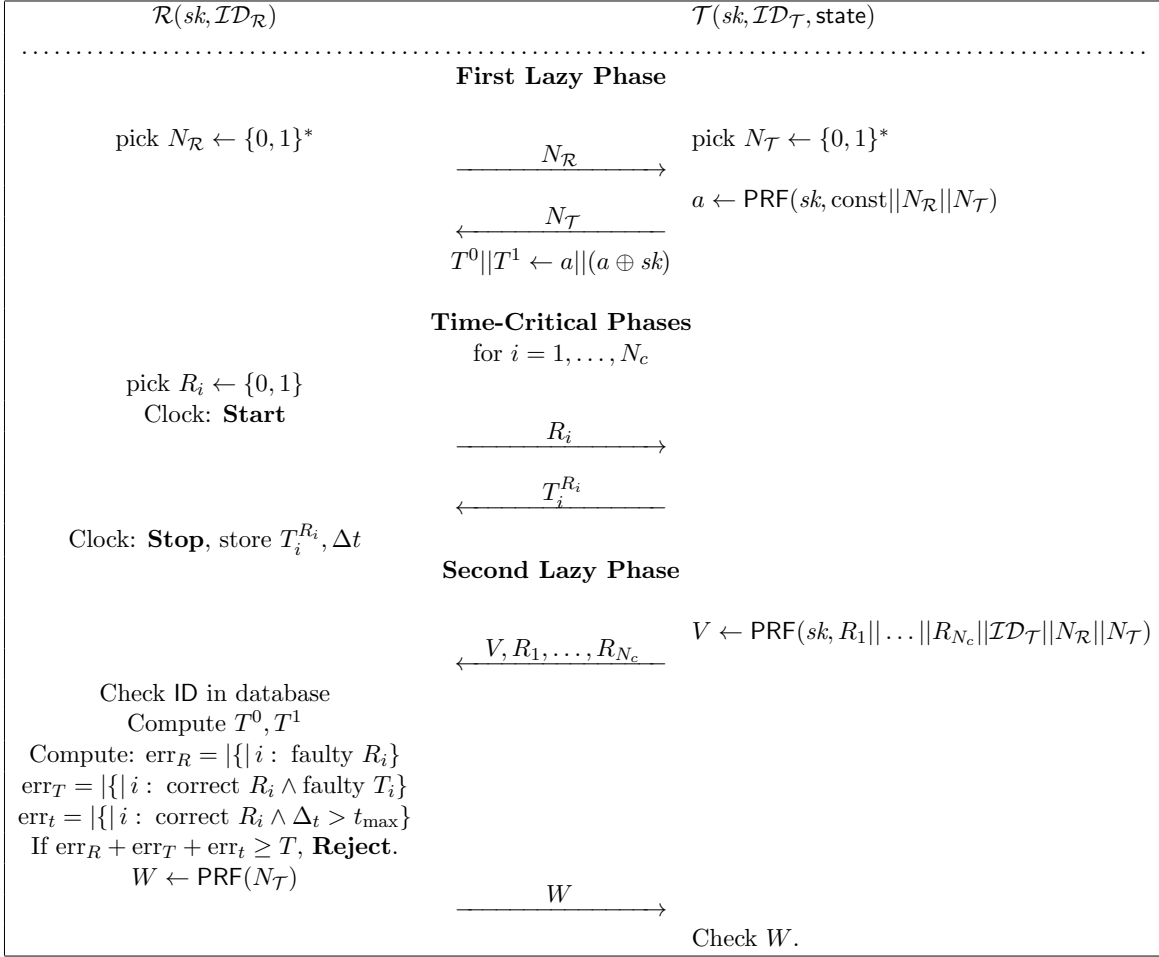 𝓡(sk, 𝓘𝓓_𝓡) 𝓣(sk, 𝓘𝓓_𝓣, state)
First Lazy Phase
pick N_𝓡 ← {0, 1}* pick N_𝓣 ← {0, 1}*
N_𝓡
a ← PRF(sk, const||N_𝓡||N_𝓣)
N_𝓣
T^0||T^1 ← a||(a ⊕ sk)
Time-Critical Phases
for i = 1, . . . , N_c
pick R_i ← {0, 1}
Clock: Start
R_i
T_i^{R_i}
Clock: Stop, store T_i^{R_i}, Δt
Second Lazy Phase
V ← PRF(sk, R_1|| . . . ||R_{N_c}||𝓘𝓓_𝓣||N_𝓡||N_𝓣)
V, R_1, . . . , R_{N_c}
Check ID in database
Compute T^0, T^1
Compute: err_R = |{| i : faulty R_i}
err_T = |{| i : correct R_i ∧ faulty T_i}
err_t = |{| i : correct R_i ∧ Δ_t > t_max}
If err_R + err_T + err_t ≥ T, Reject.
W ← PRF(N_𝓣)
W
Check W.